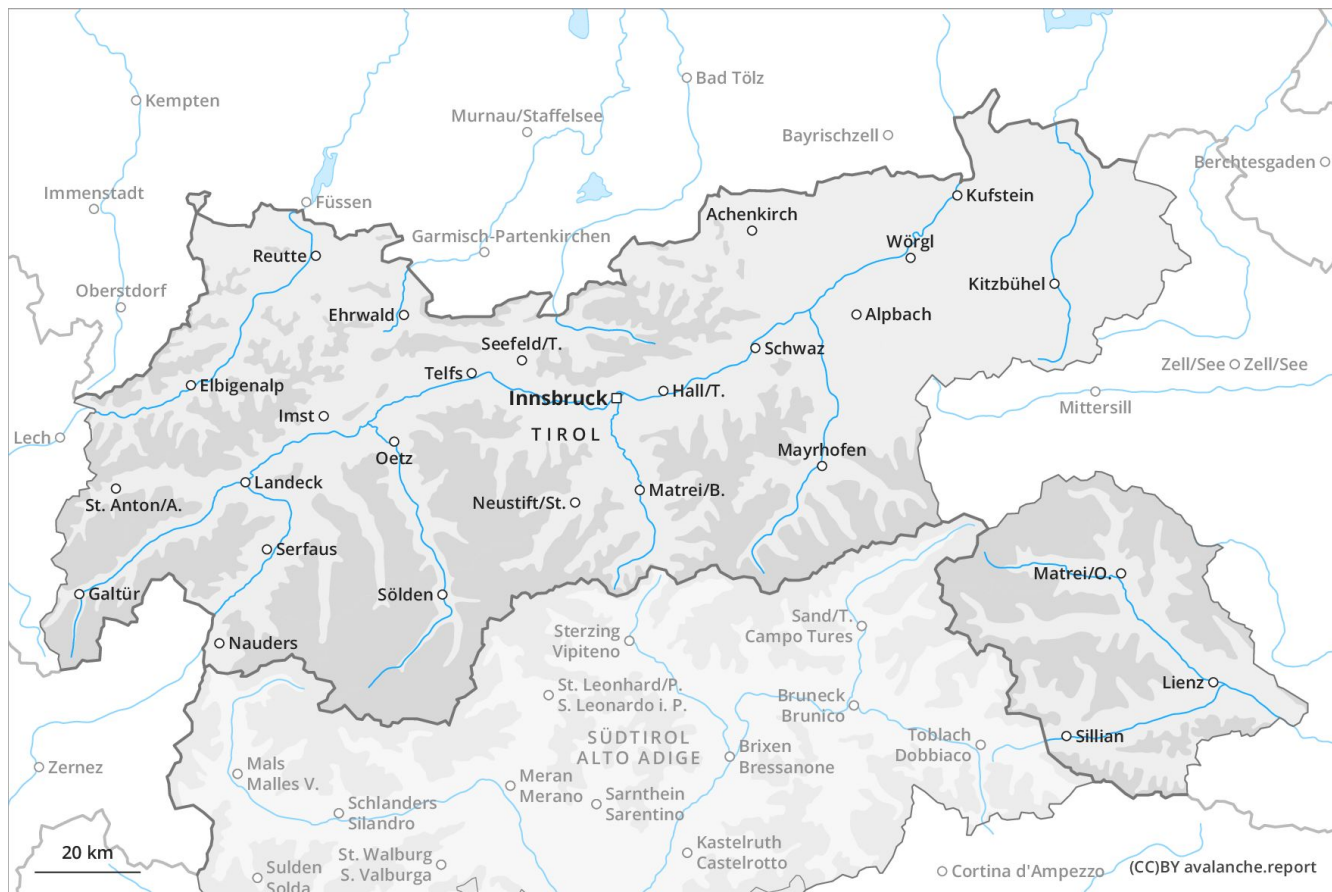 Kempten
Bad Tölz
Murnau/Staffelsee
Bayrischzell
Berchtesgaden
Immenstadt
Füssen
Kufstein
Achenkirch
Garmisch-Partenkirchen
Wörgl
Reutte
Kitzbühel
Oberstdorf
Ehrwald
Alpbach
Seefeld/T.
Schwaz
Telfs
Zell/See
Zell/See
Elbigenalp
Innsbruck
Hall/T.
Mittersill
Imst
Lech
TIROL
Oetz
Mayrhofen
Landeck
Matrei/B.
St. Anton/A.
Neustift/St.
Serfaus
Matrei/O.
Galtür
Sölden
Sand/T.
Campo Tures
Sterzing
Vipiteno
Nauders
Lienz
St. Leonhard/P.
S. Leonardo i. P.
Bruneck
Brunico
SÜDTIROL
ALTO ADIGE
Toblach
Dobbiaco
Sillian
Brixen
Bressanone
Zernez
Mals
Malles V.
Meran
Merano
Sarnthein
Sarentino
Schlanders
Silandro
Kastelruth
Castelrotto
20 km
St. Walburg
S. Valburga
Sulden
Solda
Cortina d'Ampezzo
(CC)BY avalanche.report